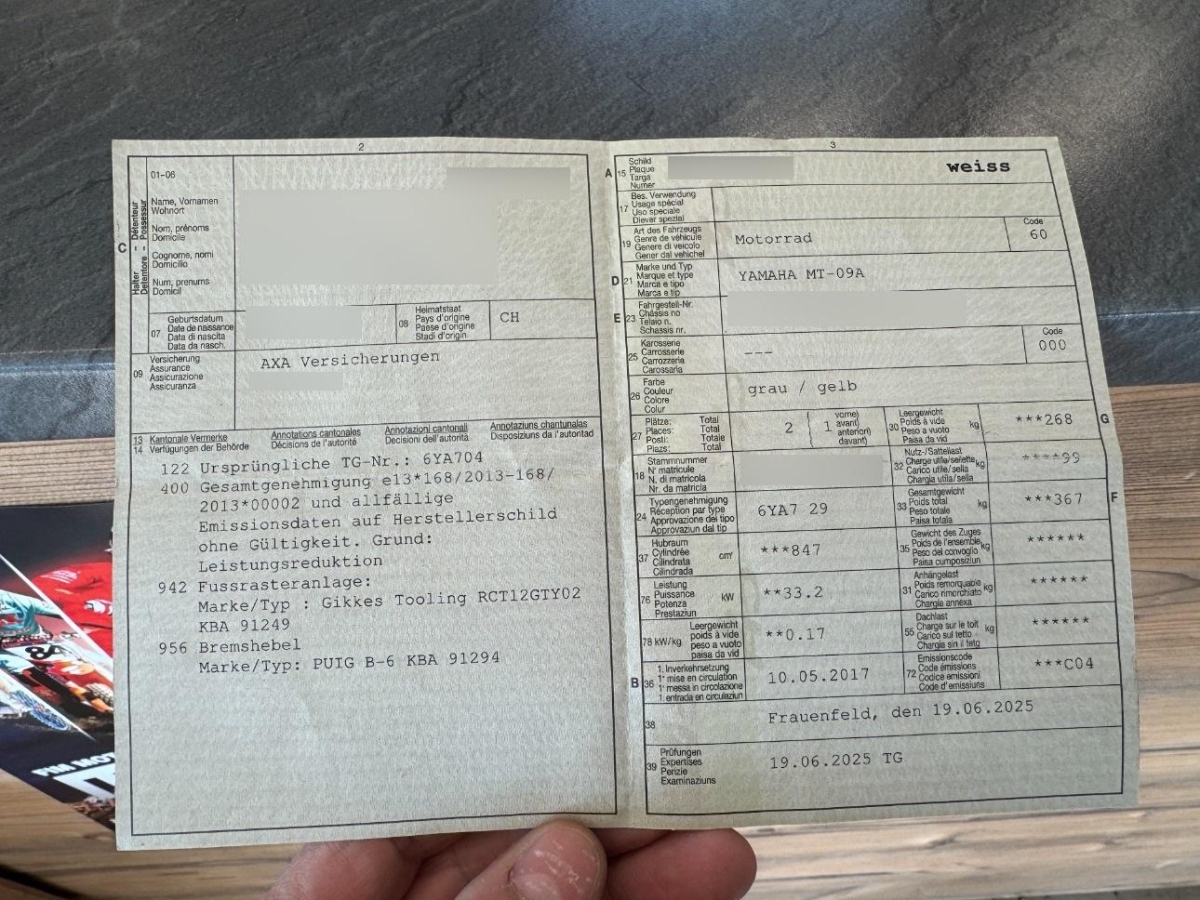 2
01-06
C
Halter - Détenteur
Detentore - Possessur
Name, Vornamen
Wohnort
Nom, prénoms
Domicile
Cognome, nomi
Domicilio
Num, prenums
Domicil
07
Geburtsdatum
Date de naissance
Data di nascita
Data da nasch.
08
Heimatstaat
Pays d'origine
Paese d'origine
Stadi d'origin
CH
09
Versicherung
Assurance
Assicurazione
Assicuranza
AXA Versicherungen
13
14
Kantonale Vermerke
Verfügungen der Behörde
Annotations cantonales
Décisions de l'autorité
Annotazioni cantonali
Decisioni dell'autorità
Annotaziuns chantunales
Disposiziuns da l'autoritad
122 Ursprüngliche TG-Nr.: 6YA704
400 Gesamtgenehmigung e13*168/2013-168/
2013*00002 und allfällige
Emissionsdaten auf Herstellerschild
ohne Gültigkeit. Grund:
Leistungsreduktion
942 Fussrasteranlage:
Marke/Typ : Gikkes Tooling RCT12GTY02
KBA 91249
956 Bremshebel
Marke/Typ: PUIG B-6 KBA 91294
3
A
15
Schild
Plaque
Targa
Numer
weiss
17
Bes. Verwendung
Usage spécial
Uso speciale
Diever spezial
19
Art des Fahrzeugs
Genre de véhicule
Genere di veicolo
Gener dal vehichel
Motorrad
Code
60
D
21
Marke und Typ
Marque et type
Marca e tipo
Marca e tip
YAMAHA MT-09A
E
23
Fahrgestell-Nr.
Châssis no
Telaio n.
Schassis nr.
25
Karosserie
Carrosserie
Carrozzeria
Carossaria
---
Code
000
26
Farbe
Couleur
Colore
Colur
grau / gelb
27
Plätze: Total
Places: Total
Posti: Totale
Plazs: Total
2
1
vorne)
avant)
anteriori)
davant)
30
Leergewicht
Poids à vide
Peso a vuoto
Paisa da vid
kg
***268
G
18
Stammnummer
N° matricule
N. di matricola
Nr. da matricla
32
Nutz-/Sattellast
Charge utile/sellette
Carico utile/sella
Chargia utila/sella
kg
****99
24
Typengenehmigung
Réception par type
Approvazione del tipo
Approvaziun dal tip
6YA7 29
33
Gesamtgewicht
Poids total
Peso totale
Paisa totala
kg
***367
F
37
Hubraum
Cylindrée
Cilindrata
Cilindrada
cm³
***847
35
Gewicht des Zuges
Poids de l'ensemble
Peso del convoglio
Paisa cumposiziun
kg
******
76
Leistung
Puissance
Potenza
Prestaziun
kW
**33.2
31
Anhängelast
Poids remorquable
Carico rimorchiato
Chargia annexa
kg
******
78 kW/kg
Leergewicht
poids à vide
peso a vuoto
paisa da vid
**0.17
55
Dachlast
Charge sur le toit
Carico sul tetto
Chargia sin il tetg
kg
******
B
36
1. Inverkehrsetzung
1re mise en circulation
1a messa in circolazione
1. entrada en circulaziun
10.05.2017
72
Emissionscode
Code émissions
Codice emissioni
Code d'emissiuns
***C04
38
Frauenfeld, den 19.06.2025
39
Prüfungen
Expertises
Perizie
Examinaziuns
19.06.2025 TG
84